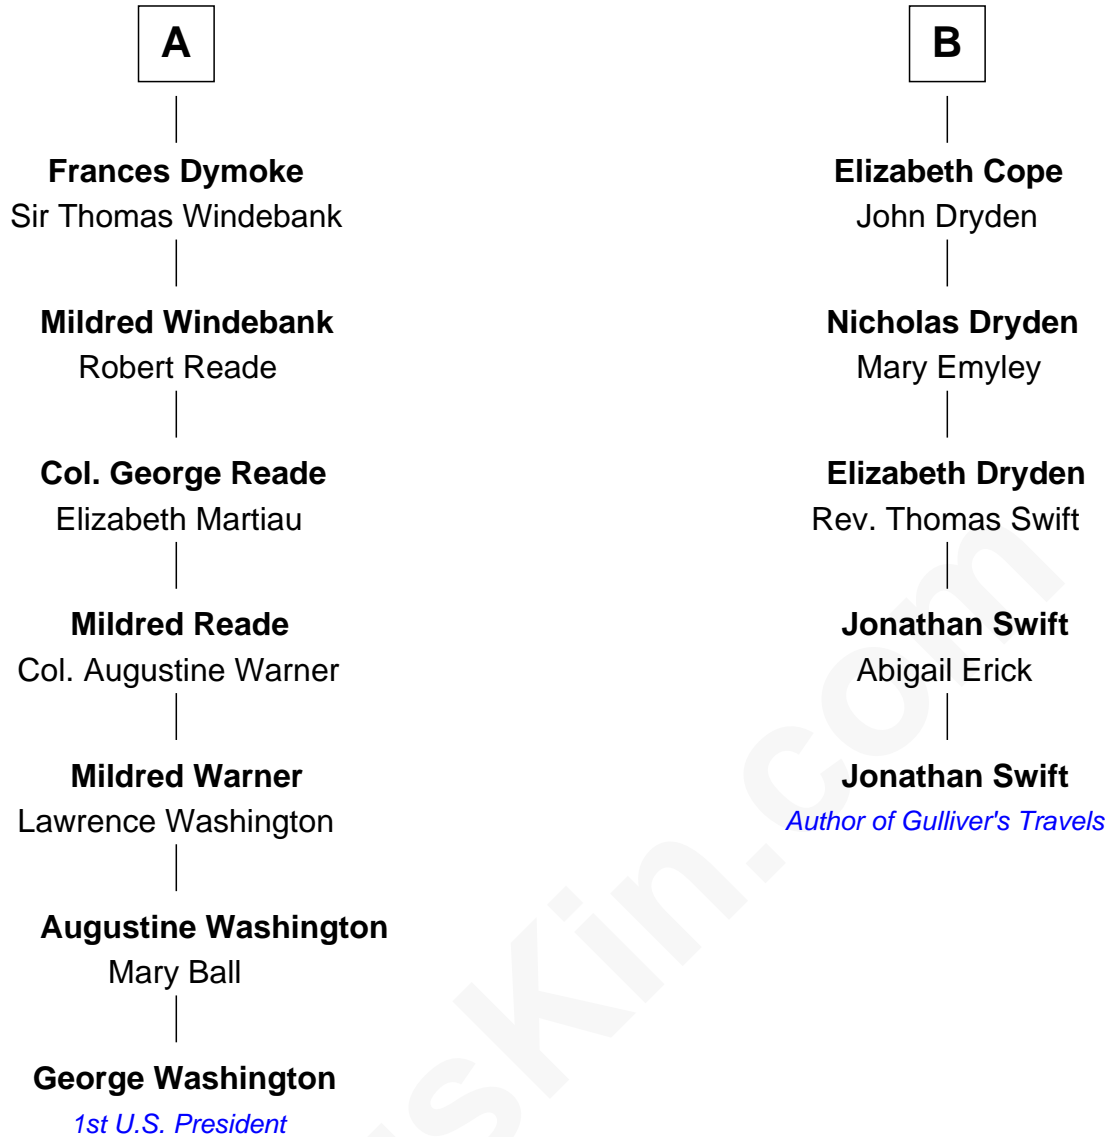 A
Frances Dymoke
Sir Thomas Windebank
Mildred Windebank
Robert Reade
Col. George Reade
Elizabeth Martiau
Mildred Reade
Col. Augustine Warner
Mildred Warner
Lawrence Washington
Augustine Washington
Mary Ball
George Washington
1st U.S. President
B
Elizabeth Cope
John Dryden
Nicholas Dryden
Mary Emyley
Elizabeth Dryden
Rev. Thomas Swift
Jonathan Swift
Abigail Erick
Jonathan Swift
Author of Gulliver's Travels
usKin.com